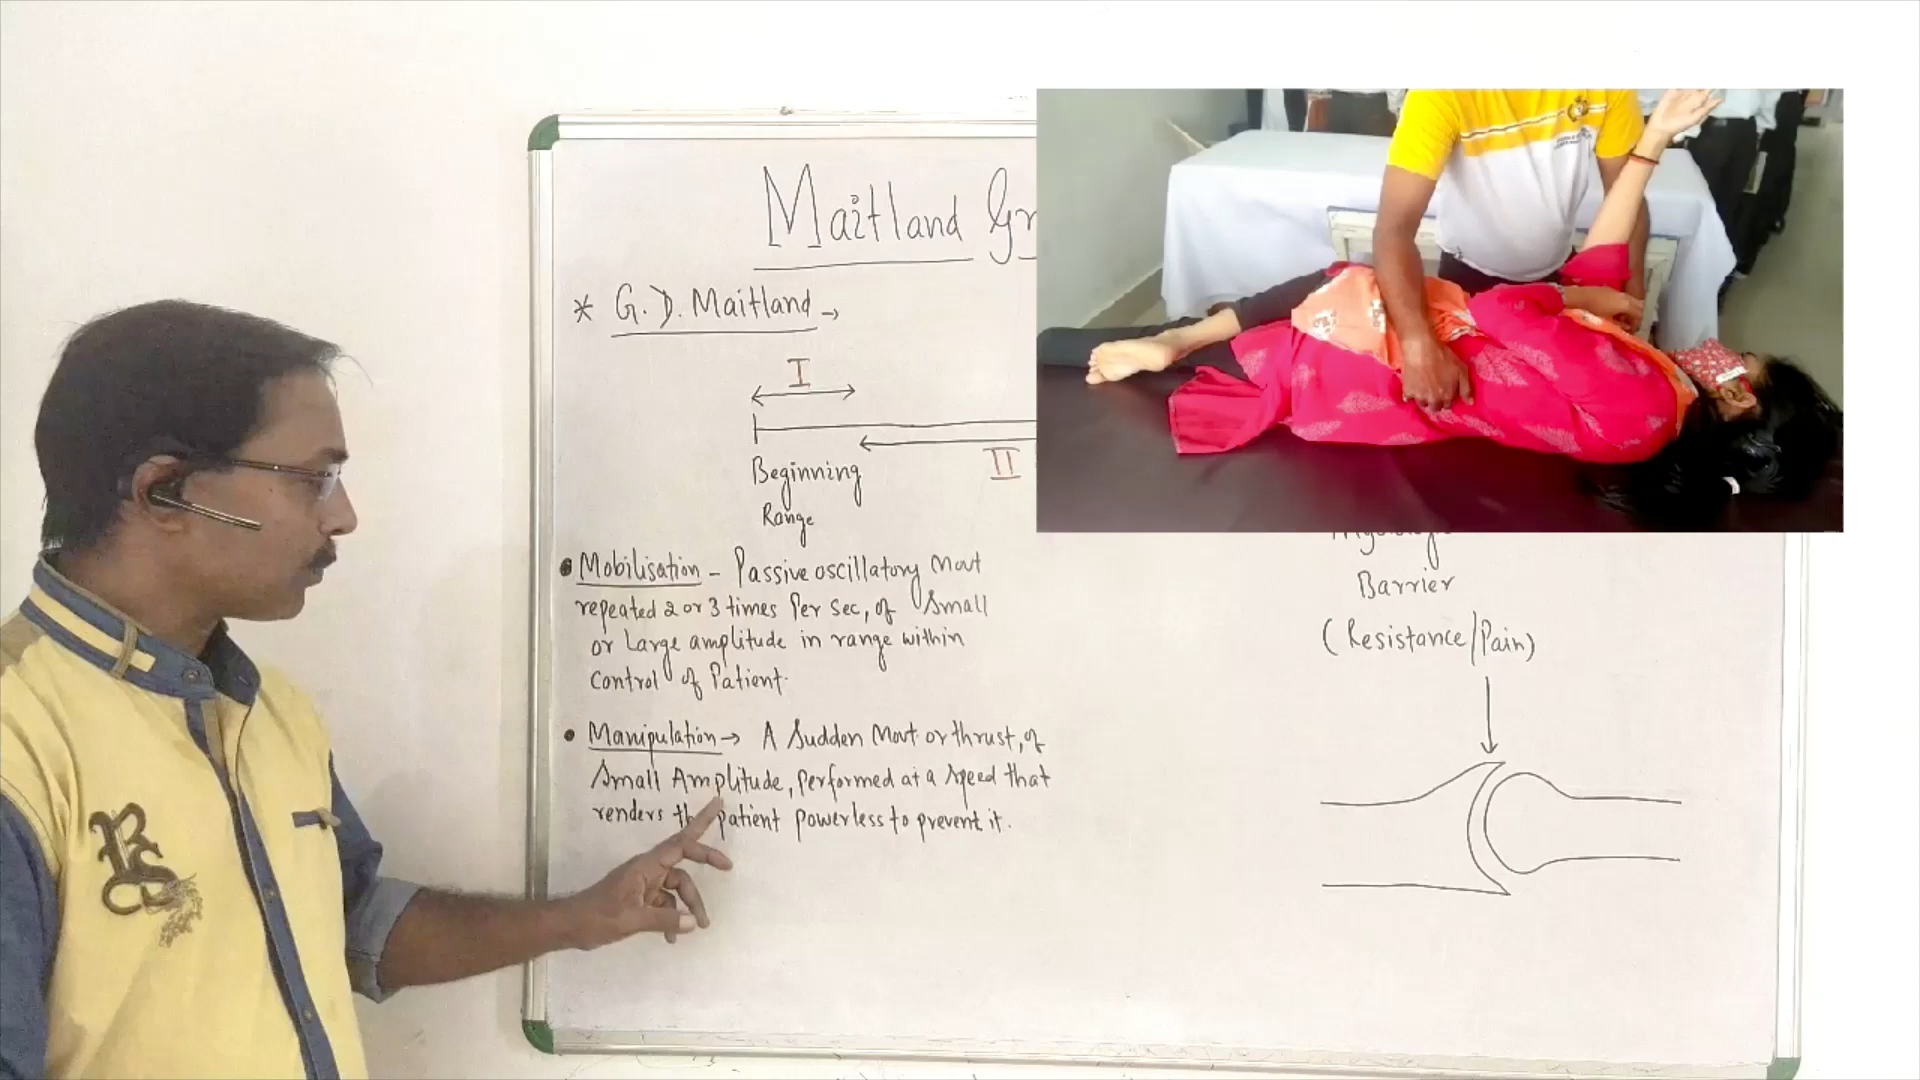 Maitland Gr
* G. D. Maitland →
I
II
Beginning
Range
• Mobilisation - Passive oscillatory Movt
repeated 2 or 3 times Per Sec, of Small
or Large amplitude in range within
Control of Patient.
• Manipulation → A Sudden Movt or thrust, of
Small Amplitude, performed at a speed that
renders the patient powerless to prevent it.
Barrier
(Resistance/Pain)